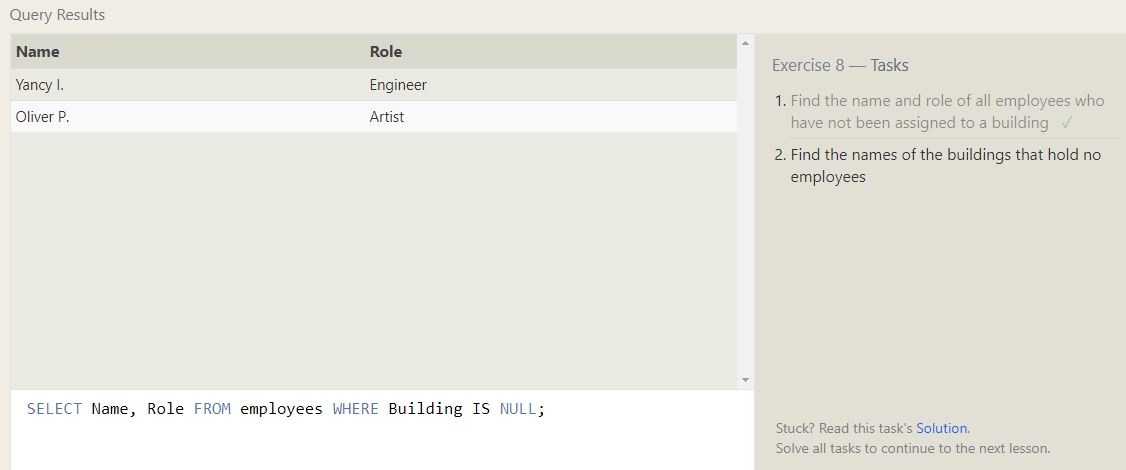 Query Results
Name Role
Yancy I. Engineer
Oliver P. Artist
SELECT Name, Role FROM employees WHERE Building IS NULL;
Exercise 8 — Tasks
1. Find the name and role of all employees who
have not been assigned to a building ✓
2. Find the names of the buildings that hold no
employees
Stuck? Read this task's Solution.
Solve all tasks to continue to the next lesson.